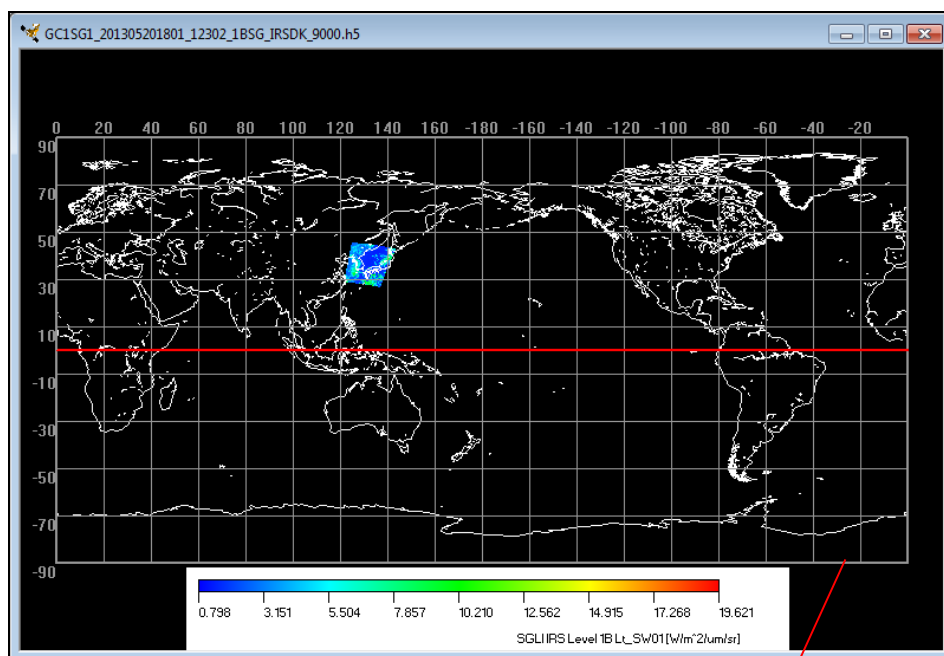 GC1SG1_201305201801_12302_1BSG_IRSDK_9000.h5
0 20 40 60 80 100 120 140 160 180 -160 -140 -120 -100 -80 -60 -40 -20
90
70
50
30
10
-10
-30
-50
-70
-90
0.798 3.151 5.504 7.857 10.210 12.562 14.915 17.268 19.621
SGLI IRS Level 1B Lt_SW01 [W/m^2/um/sr]